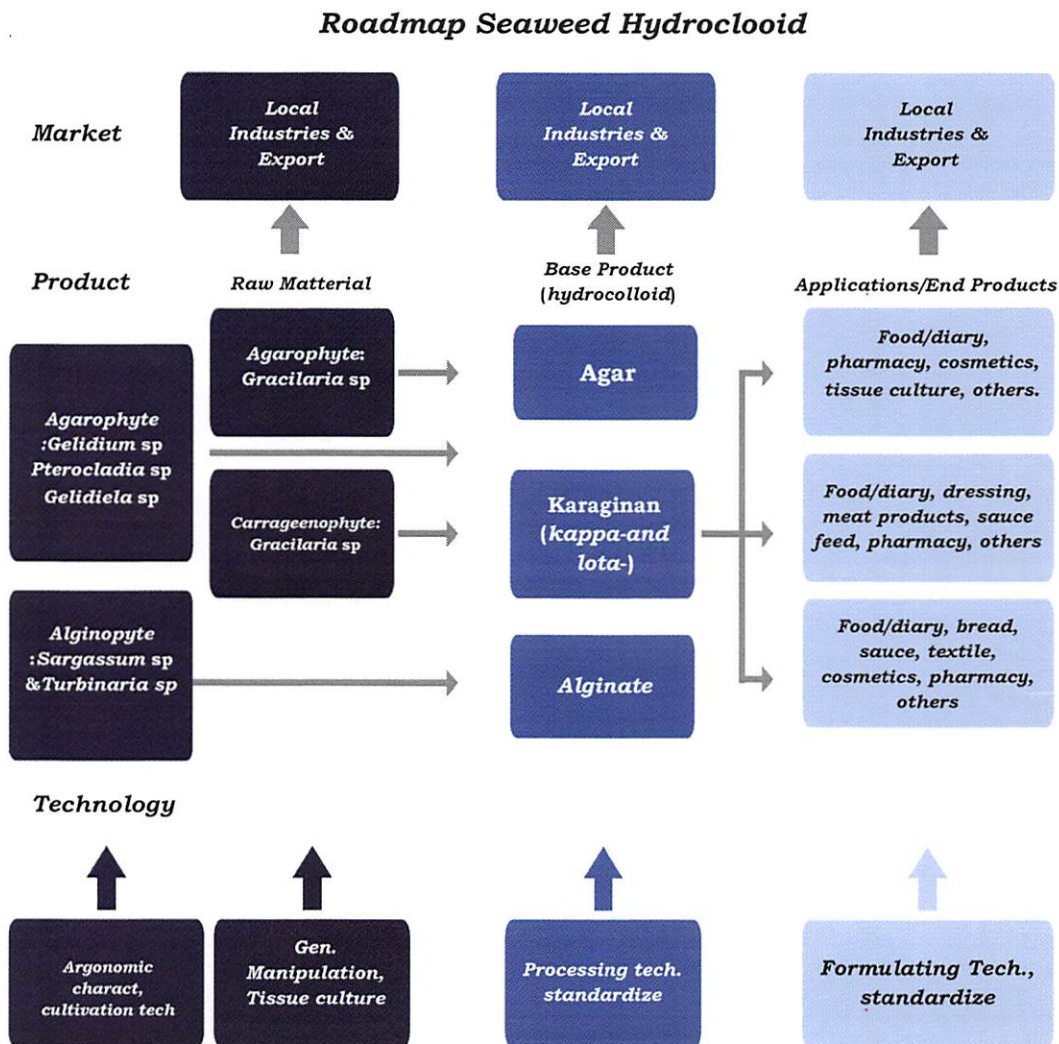 Roadmap Seaweed Hydroclooid
Market
Local
Industries &
Export
Local
Industries &
Export
Local
Industries &
Export
Product
Raw Matterial
Base Product
(hydrocolloid)
Applications/End Products
Agarophyte
:Gelidium sp
Pterocladia sp
Gelidiela sp
Agarophyte:
Gracilaria sp
Agar
Food/diary,
pharmacy, cosmetics,
tissue culture, others.
Carrageenophyte:
Gracilaria sp
Karaginan
(kappa-and
lota-)
Food/diary, dressing,
meat products, sauce
feed, pharmacy, others
Alginopyte
:Sargassum sp
&Turbinaria sp
Alginate
Food/diary, bread,
sauce, textile,
cosmetics, pharmacy,
others
Technology
Argonomic
charact,
cultivation tech
Gen.
Manipulation,
Tissue culture
Processing tech.
standardize
Formulating Tech.,
standardize